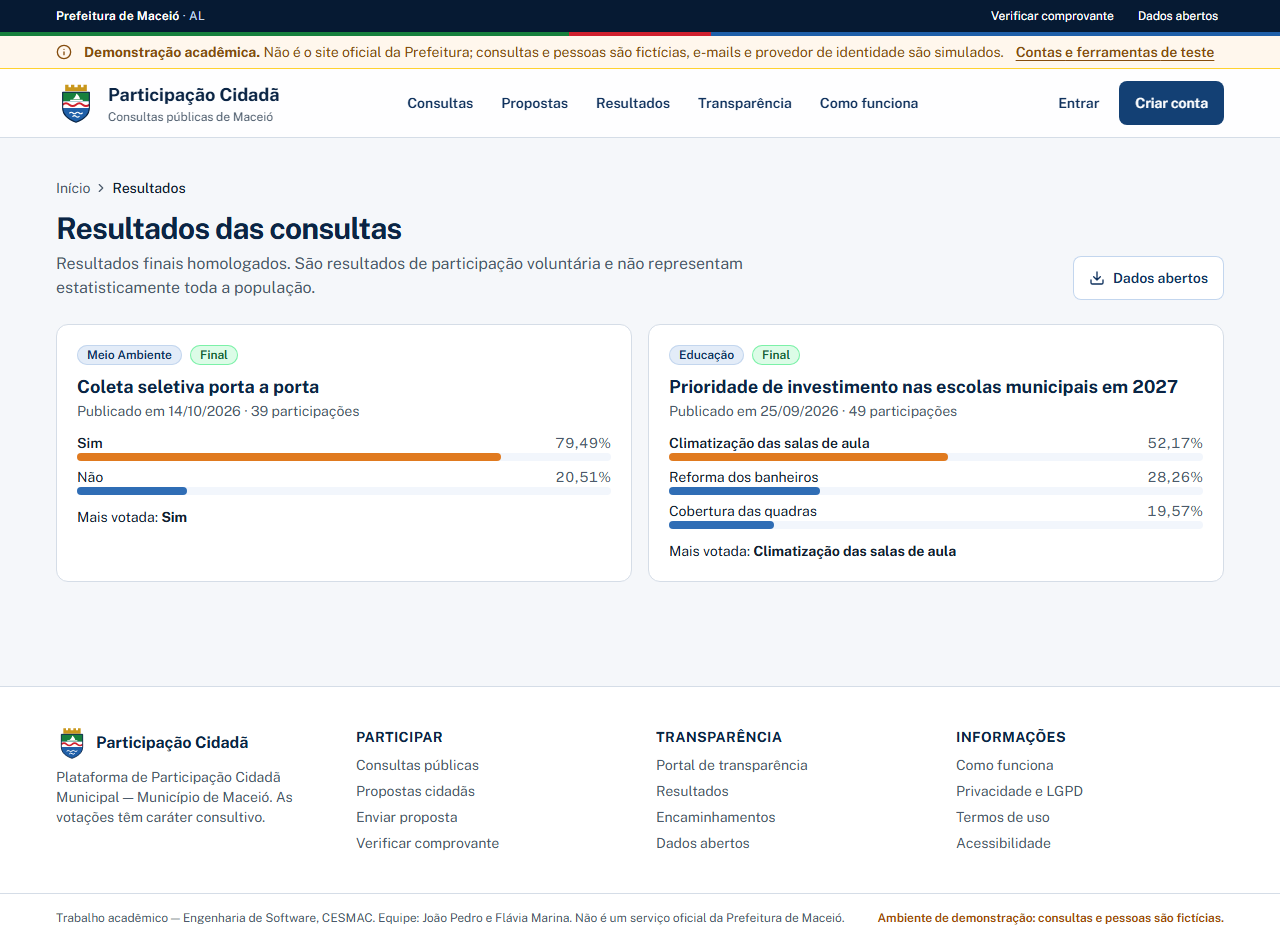 Prefeitura de Maceió · AL
Verificar comprovante
Dados abertos
Demonstração acadêmica. Não é o site oficial da Prefeitura; consultas e pessoas são fictícias, e-mails e provedor de identidade são simulados. Contas e ferramentas de teste
Participação Cidadã
Consultas públicas de Maceió
Consultas
Propostas
Resultados
Transparência
Como funciona
Entrar
Criar conta
Início
Resultados
Resultados das consultas
Resultados finais homologados. São resultados de participação voluntária e não representam
estatisticamente toda a população.
Dados abertos
Meio Ambiente
Final
Coleta seletiva porta a porta
Publicado em 14/10/2026 · 39 participações
Sim 79,49%
Não 20,51%
Mais votada: Sim
Educação
Final
Prioridade de investimento nas escolas municipais em 2027
Publicado em 25/09/2026 · 49 participações
Climatização das salas de aula 52,17%
Reforma dos banheiros 28,26%
Cobertura das quadras 19,57%
Mais votada: Climatização das salas de aula
Participação Cidadã
Plataforma de Participação Cidadã
Municipal — Município de Maceió. As
votações têm caráter consultivo.
PARTICIPAR
Consultas públicas
Propostas cidadãs
Enviar proposta
Verificar comprovante
TRANSPARÊNCIA
Portal de transparência
Resultados
Encaminhamentos
Dados abertos
INFORMAÇÕES
Como funciona
Privacidade e LGPD
Termos de uso
Acessibilidade
Trabalho acadêmico — Engenharia de Software, CESMAC. Equipe: João Pedro e Flávia Marina. Não é um serviço oficial da Prefeitura de Maceió.
Ambiente de demonstração: consultas e pessoas são fictícias.